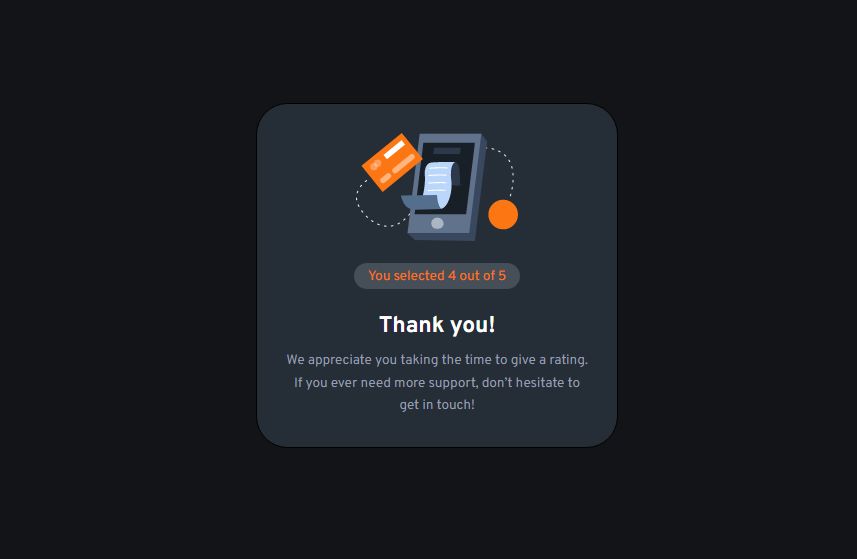 You selected 4 out of 5
Thank you!
We appreciate you taking the time to give a rating.
If you ever need more support, don’t hesitate to
get in touch!